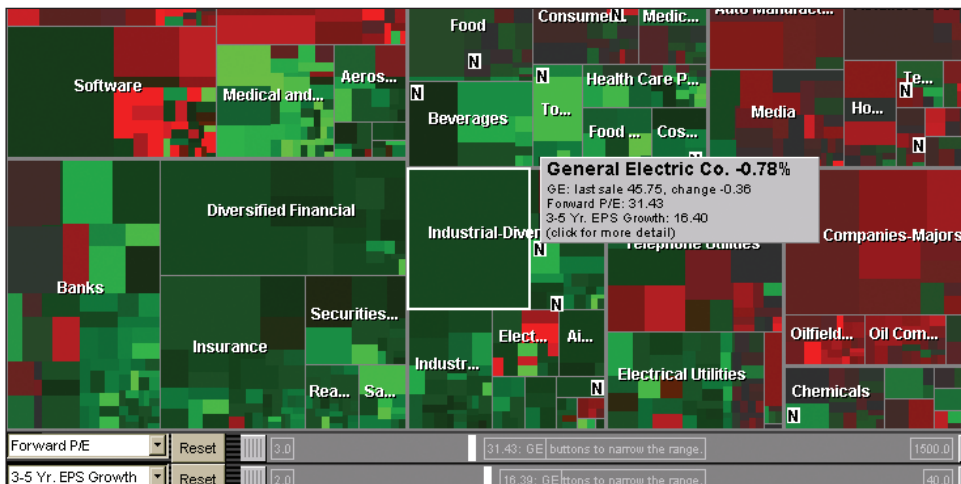 Food
Consume...
N
Medic...
Auto Manufact...
N
Software
Medical and...
Aeros...
N
N
Health Care P...
Te...
N
Beverages
To...
Media
Ho...
Food ...
Cos...
N
N
General Electric Co. -0.78%
GE: last sale 45.75, change -0.36
Forward P/E: 31.43
3-5 Yr. EPS Growth: 16.40
(click for more detail)
Diversified Financial
Industrial-Diver
Telephone Utilities
Companies-Majors
N
Banks
Securities...
N
Insurance
Elect...
Ai...
Oilfield...
Oil Com...
Industr...
Electrical Utilities
Rea...
Sa...
N
Chemicals
N
Forward P/E
Reset
3.0
31.43: GE buttons to narrow the range.
1500.0
3-5 Yr. EPS Growth
Reset
2.0
16.39: GE ttons to narrow the range.
40.0